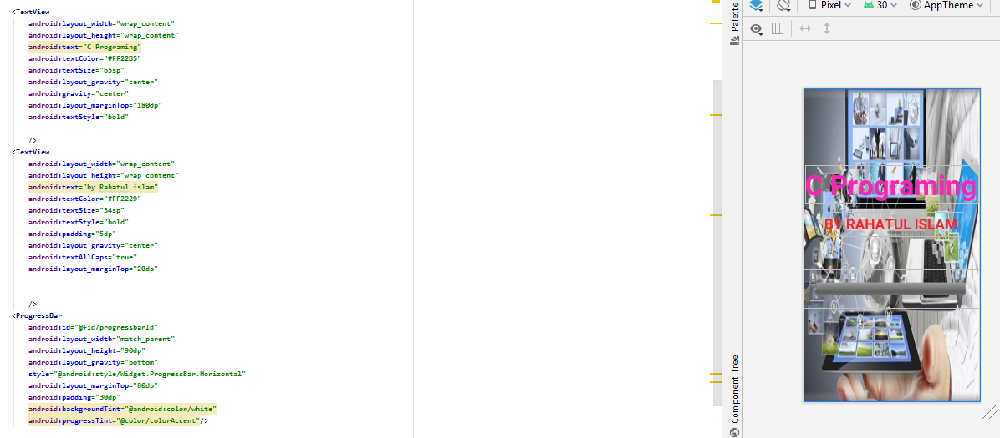 <TextView
android:layout_width="wrap_content"
android:layout_height="wrap_content"
android:text="C Programing"
android:textColor="#FF22B5"
android:textSize="65sp"
android:layout_gravity="center"
android:gravity="center"
android:layout_marginTop="180dp"
android:textStyle="bold"
/>
<TextView
android:layout_width="wrap_content"
android:layout_height="wrap_content"
android:text="by Rahatul islam"
android:textColor="#FF2229"
android:textSize="34sp"
android:textStyle="bold"
android:padding="5dp"
android:layout_gravity="center"
android:textAllCaps="true"
android:layout_marginTop="20dp"
/>
<ProgressBar
android:id="@+id/progressbarId"
android:layout_width="match_parent"
android:layout_height="90dp"
android:layout_gravity="bottom"
style="@android:style/Widget.ProgressBar.Horizontal"
android:layout_marginTop="80dp"
android:padding="30dp"
android:backgroundTint="@android:color/white"
android:progressTint="@color/colorAccent"/>
Palette
Component Tree
Pixel 30 AppTheme
C Programing
BY RAHATUL ISLAM